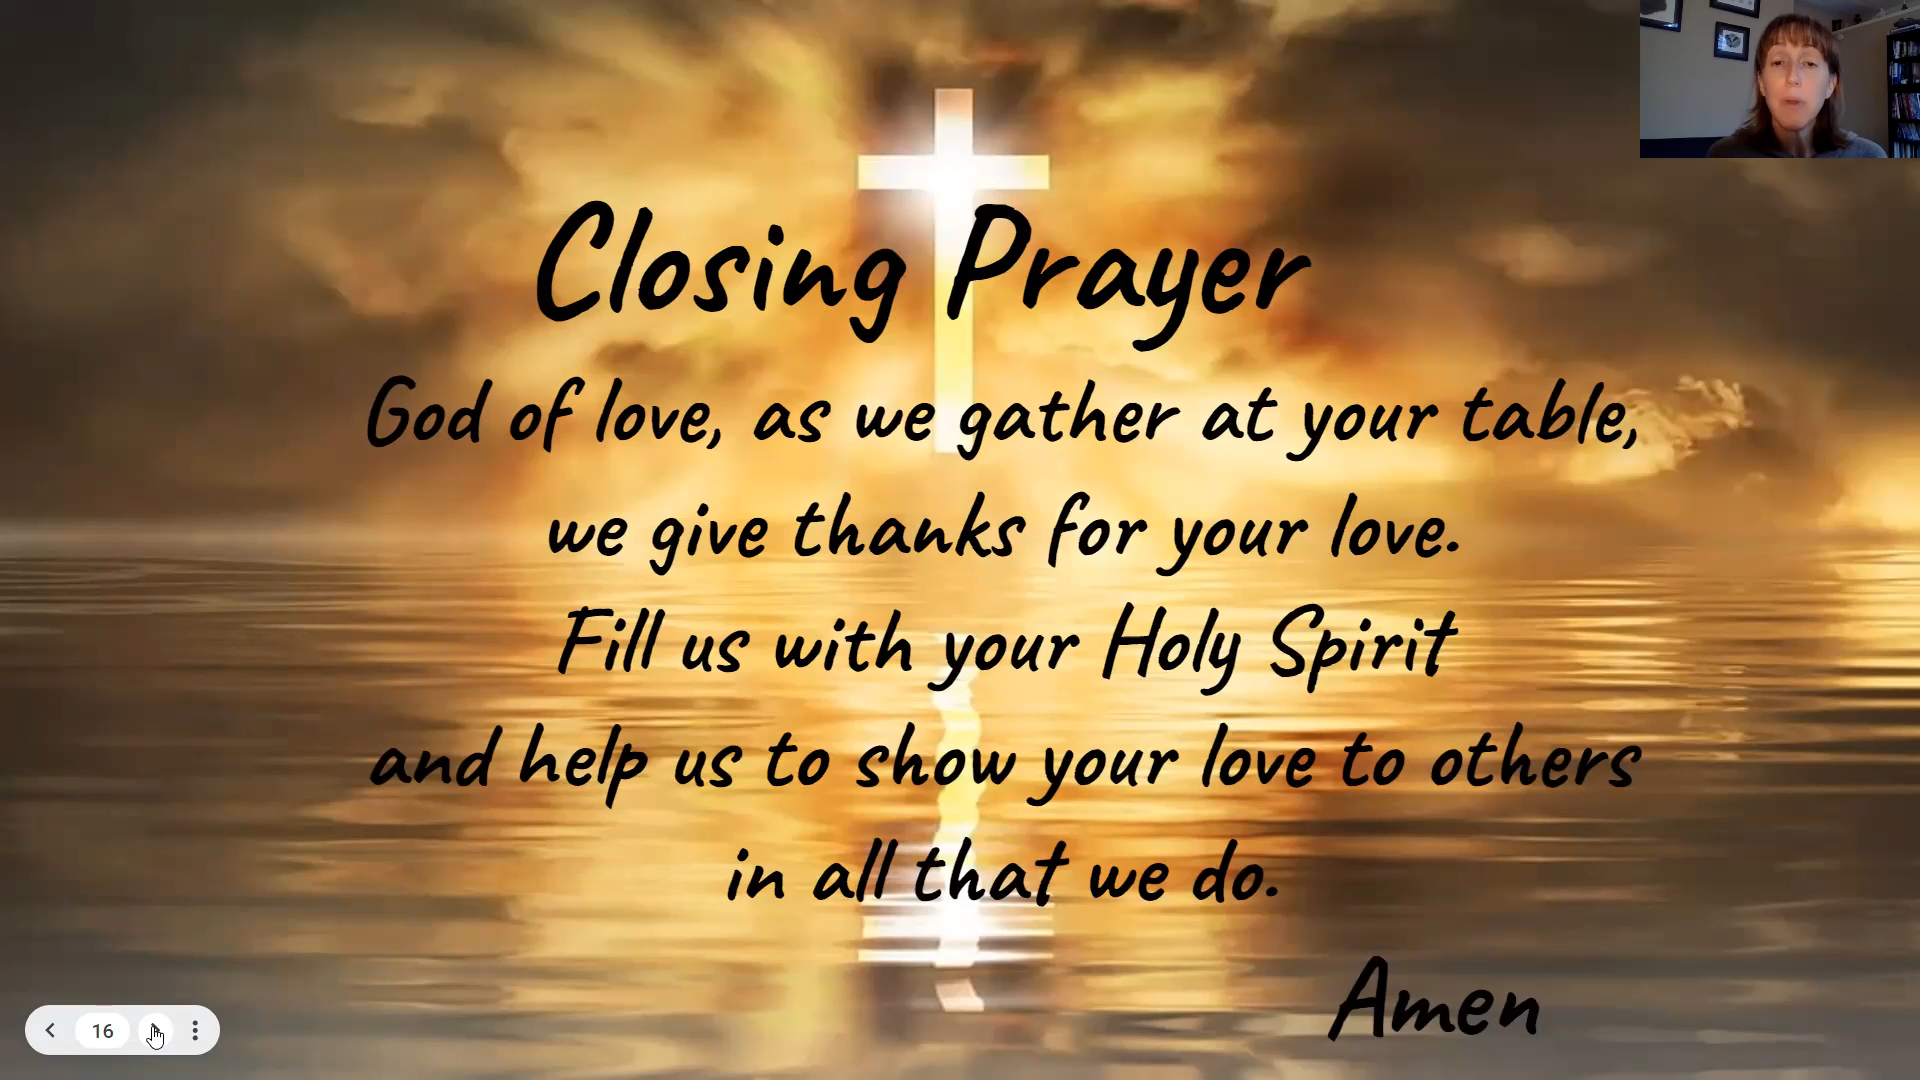 Closing Prayer
God of love, as we gather at your table,
we give thanks for your love.
Fill us with your Holy Spirit
and help us to show your love to others
in all that we do.
Amen
16